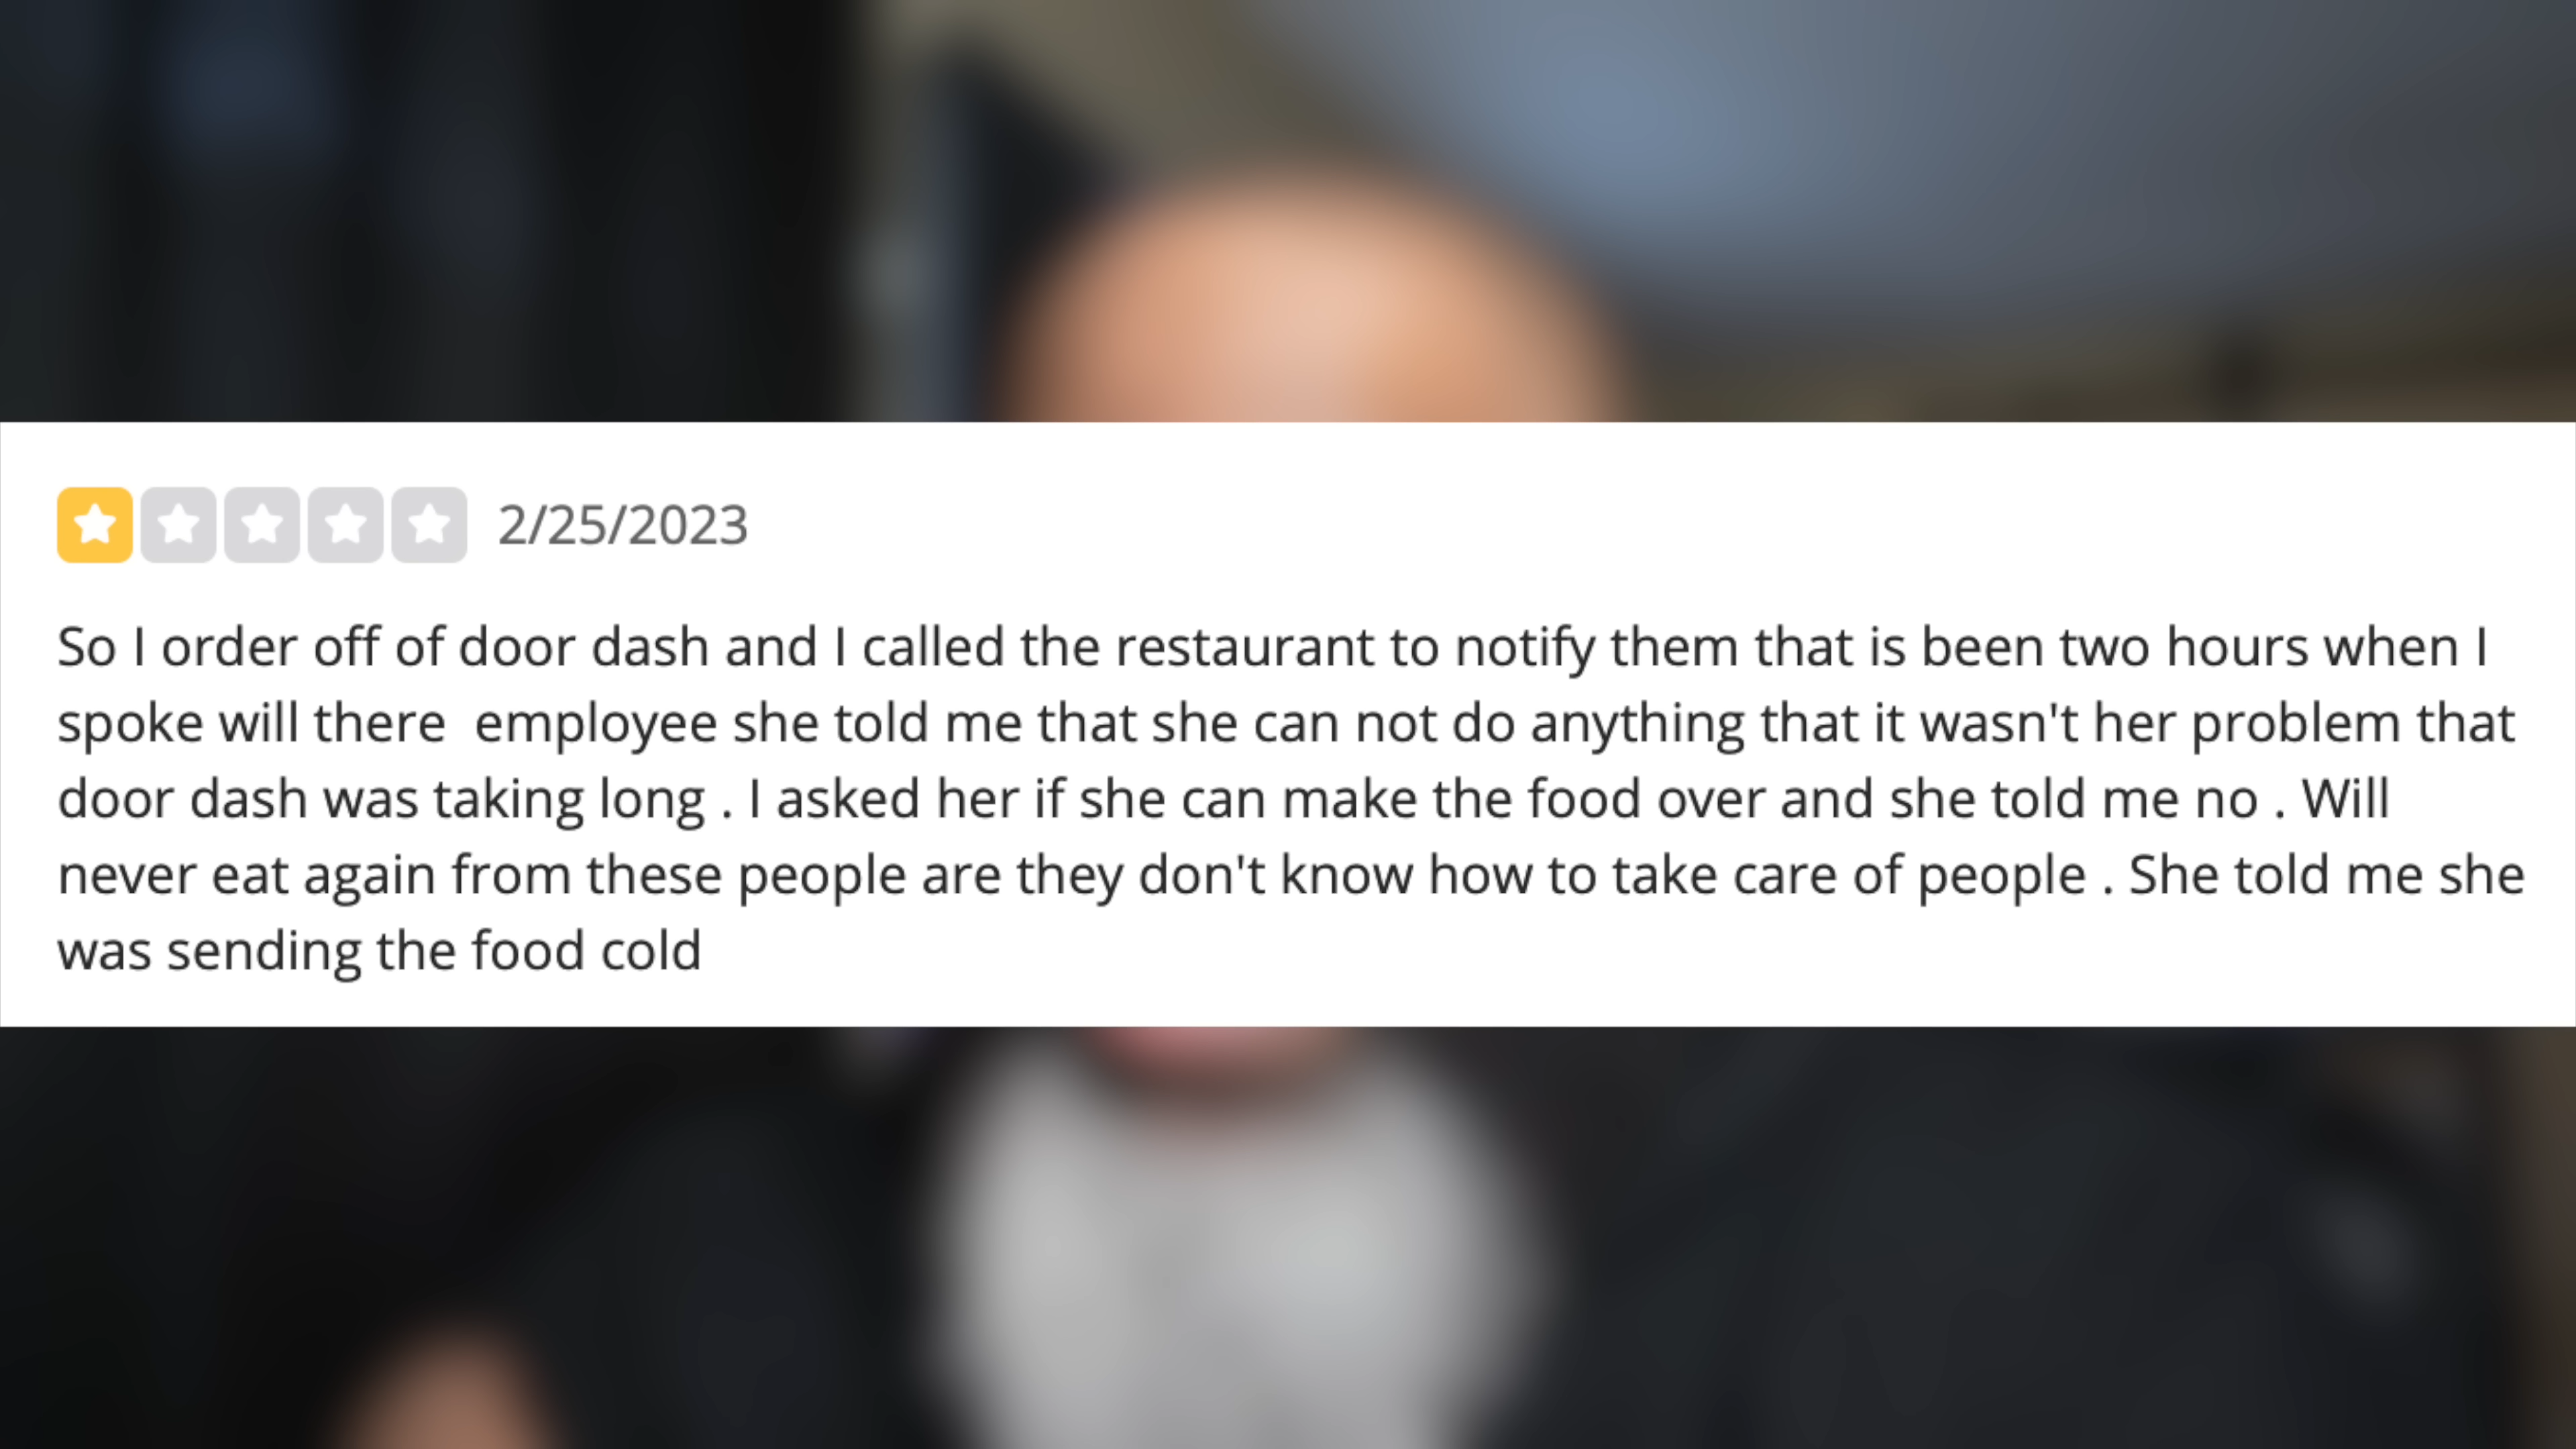 2/25/2023
So I order off of door dash and I called the restaurant to notify them that is been two hours when I
spoke will there  employee she told me that she can not do anything that it wasn't her problem that
door dash was taking long . I asked her if she can make the food over and she told me no . Will
never eat again from these people are they don't know how to take care of people . She told me she
was sending the food cold